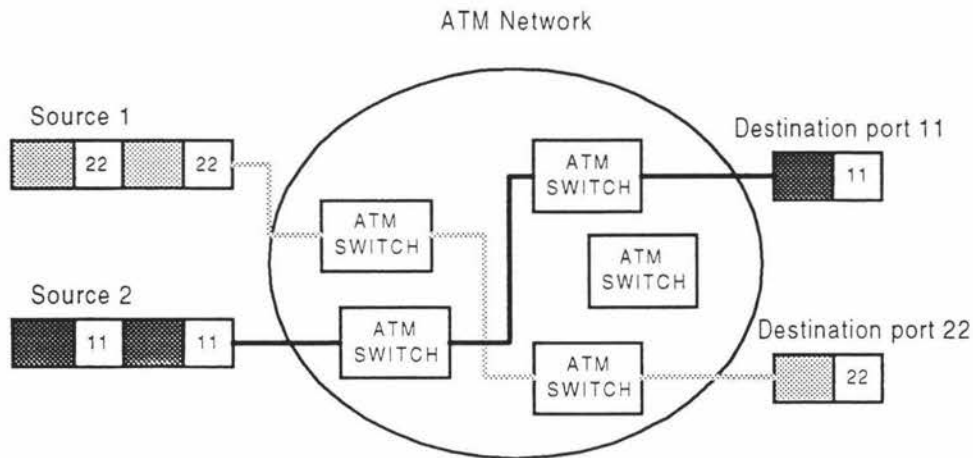 ATM Network
Source 1
22 22
Destination port 11
11
ATM
SWITCH
ATM
SWITCH
ATM
SWITCH
Source 2
11 11
ATM
SWITCH
Destination port 22
22
ATM
SWITCH